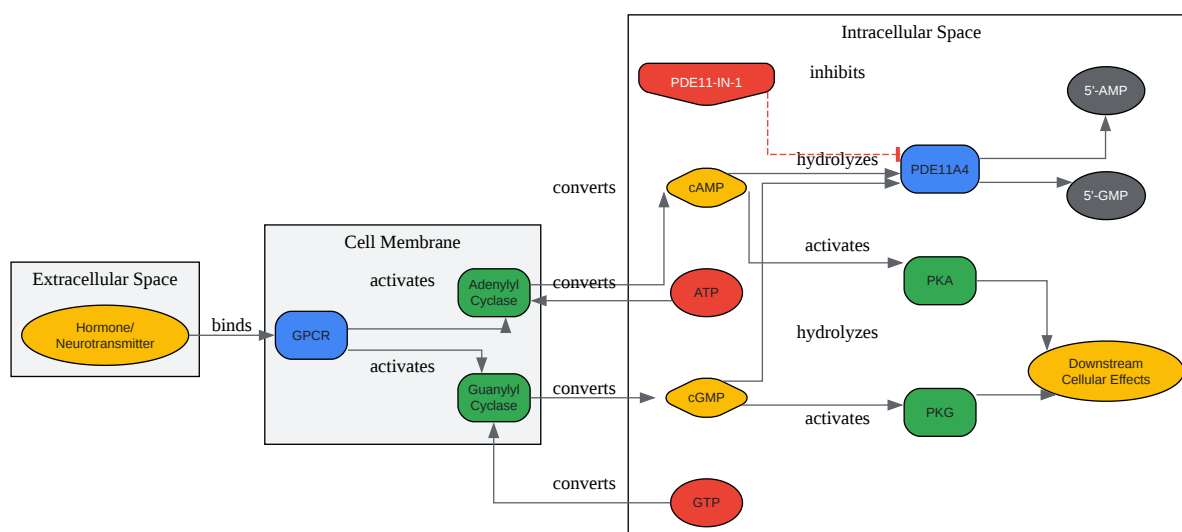 Extracellular Space
Hormone/
Neurotransmitter
binds
Cell Membrane
GPCR
activates
activates
Adenylyl
Cyclase
Guanylyl
Cyclase
converts
converts
converts
converts
Intracellular Space
PDE11-IN-1
inhibits
5'-AMP
hydrolyzes
PDE11A4
cAMP
5'-GMP
activates
PKA
ATP
hydrolyzes
Downstream
Cellular Effects
cGMP
activates
PKG
GTP